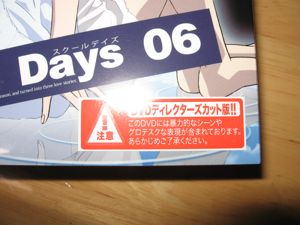 スクールデイズ
Days 06
season, and turned into three love stories
DVDディレクターズカット版!!
このDVDには暴力的なシーンや
グロテスクな表現が含まれております。
あらかじめご了承ください。
注意